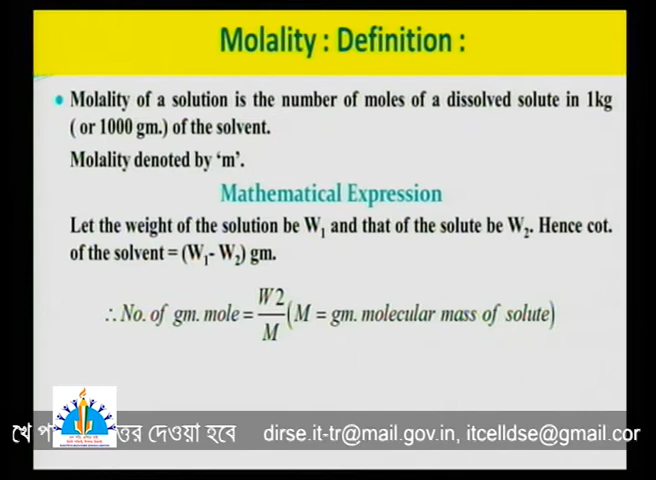 Molality : Definition :
• Molality of a solution is the number of moles of a dissolved solute in 1kg
( or 1000 gm.) of the solvent.
Molality denoted by ‘m’.
Mathematical Expression
Let the weight of the solution be W₁ and that of the solute be W₂. Hence cot.
of the solvent = (W₁- W₂) gm.
∴ No. of gm. mole = W2/M (M = gm. molecular mass of solute)
দেওয়া হবে dirse.it-tr@mail.gov.in, itcelldse@gmail.cor